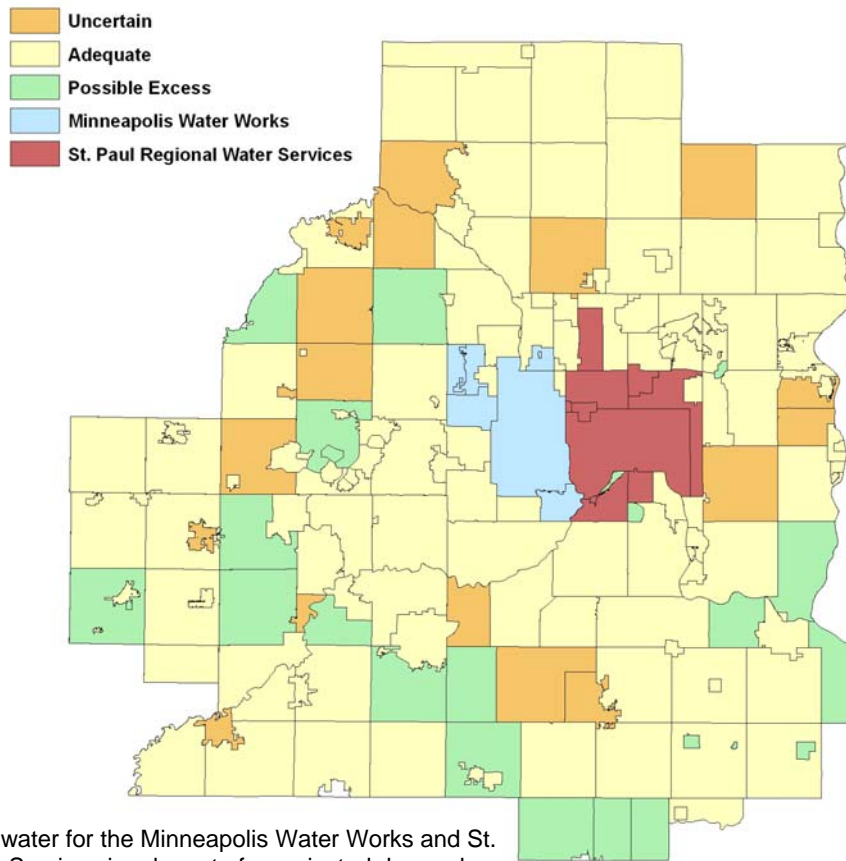 Uncertain
Adequate
Possible Excess
Minneapolis Water Works
St. Paul Regional Water Services
water for the Minneapolis Water Works and St.